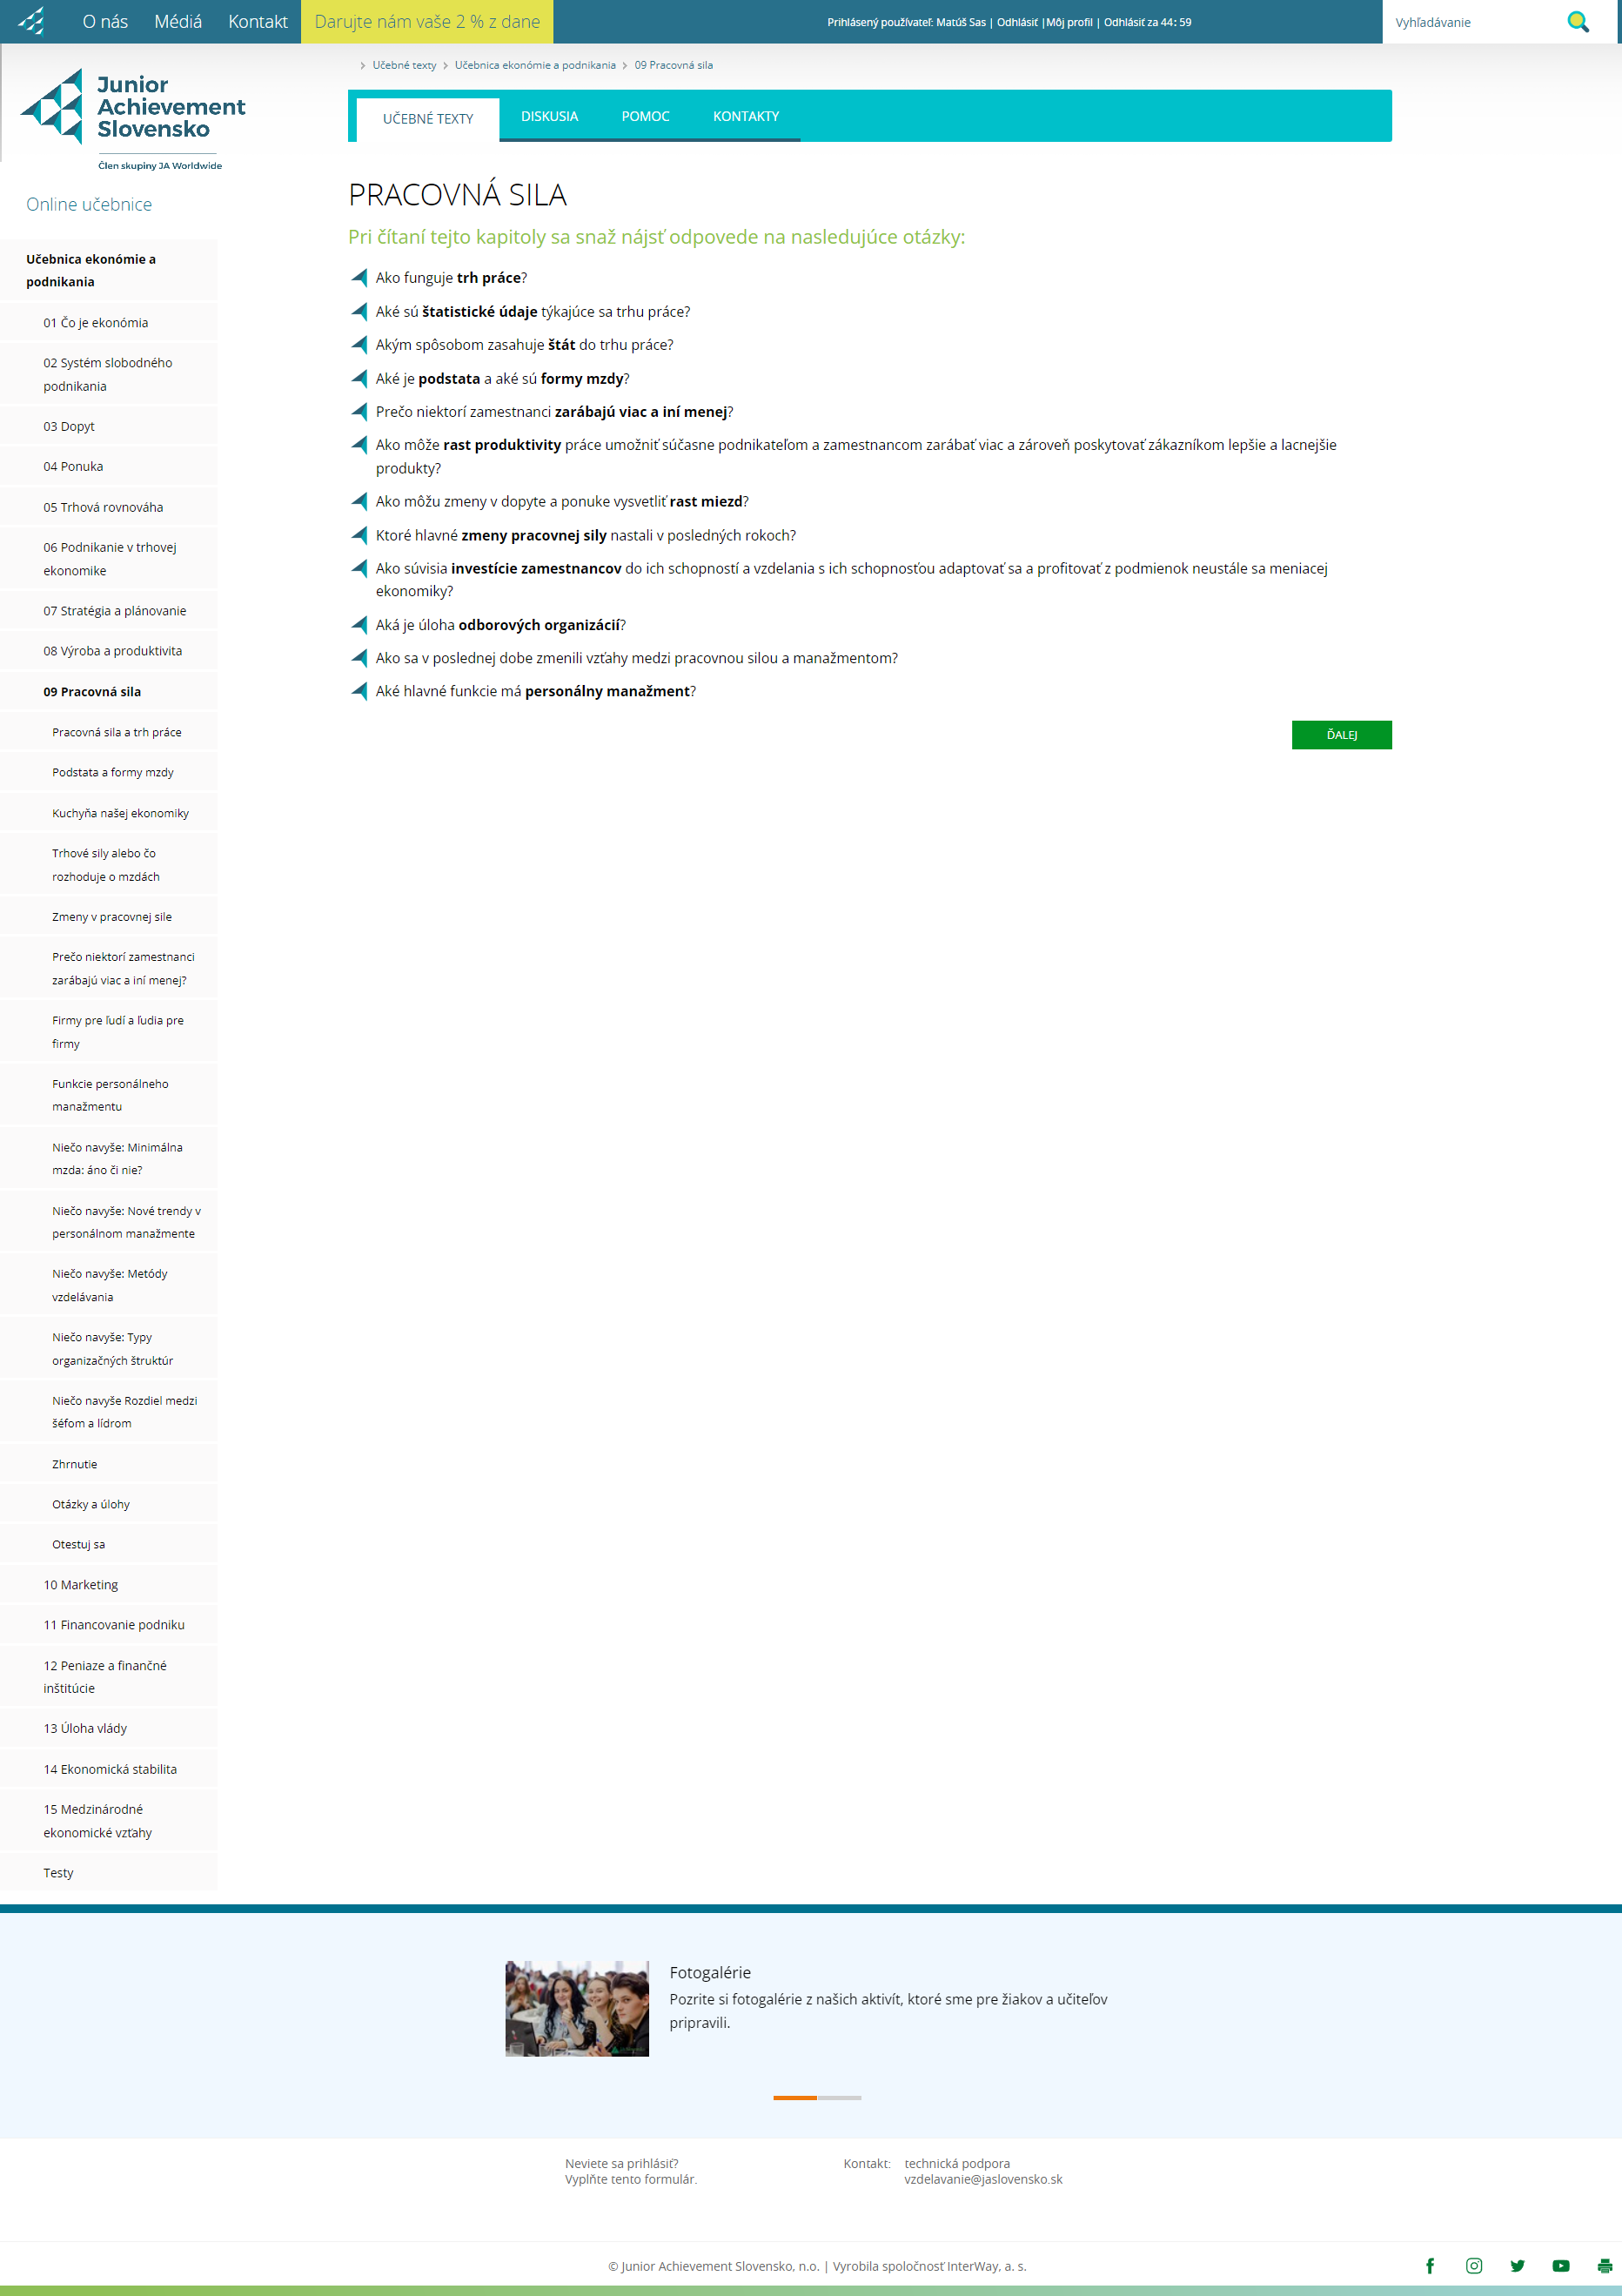 O nás Médiá Kontakt Darujte nám vaše 2 % z dane Prihlásený používateľ: Matúš Sas | Odhlásiť |Môj profil | Odhlásiť za 44: 59 Vyhľadávanie
Učebné texty Učebnica ekonómie a podnikania 09 Pracovná sila
Junior
Achievement
Slovensko
Člen skupiny JA Worldwide
UČEBNÉ TEXTY DISKUSIA POMOC KONTAKTY
Online učebnice
Učebnica ekonómie a
podnikania
01 Čo je ekonómia
02 Systém slobodného
podnikania
03 Dopyt
04 Ponuka
05 Trhová rovnováha
06 Podnikanie v trhovej
ekonomike
07 Stratégia a plánovanie
08 Výroba a produktivita
09 Pracovná sila
Pracovná sila a trh práce
Podstata a formy mzdy
Kuchyňa našej ekonomiky
Trhové sily alebo čo
rozhoduje o mzdách
Zmeny v pracovnej sile
Prečo niektorí zamestnanci
zarábajú viac a iní menej?
Firmy pre ľudí a ľudia pre
firmy
Funkcie personálneho
manažmentu
Niečo navyše: Minimálna
mzda: áno či nie?
Niečo navyše: Nové trendy v
personálnom manažmente
Niečo navyše: Metódy
vzdelávania
Niečo navyše: Typy
organizačných štruktúr
Niečo navyše Rozdiel medzi
šéfom a lídrom
Zhrnutie
Otázky a úlohy
Otestuj sa
10 Marketing
11 Financovanie podniku
12 Peniaze a finančné
inštitúcie
13 Úloha vlády
14 Ekonomická stabilita
15 Medzinárodné
ekonomické vzťahy
Testy
PRACOVNÁ SILA
Pri čítaní tejto kapitoly sa snaž nájsť odpovede na nasledujúce otázky:
Ako funguje trh práce?
Aké sú štatistické údaje týkajúce sa trhu práce?
Akým spôsobom zasahuje štát do trhu práce?
Aké je podstata a aké sú formy mzdy?
Prečo niektorí zamestnanci zarábajú viac a iní menej?
Ako môže rast produktivity práce umožniť súčasne podnikateľom a zamestnancom zarábať viac a zároveň poskytovať zákazníkom lepšie a lacnejšie
produkty?
Ako môžu zmeny v dopyte a ponuke vysvetliť rast miezd?
Ktoré hlavné zmeny pracovnej sily nastali v posledných rokoch?
Ako súvisia investície zamestnancov do ich schopností a vzdelania s ich schopnosťou adaptovať sa a profitovať z podmienok neustále sa meniacej
ekonomiky?
Aká je úloha odborových organizácií?
Ako sa v poslednej dobe zmenili vzťahy medzi pracovnou silou a manažmentom?
Aké hlavné funkcie má personálny manažment?
ĎALEJ
Fotogalérie
Pozrite si fotogalérie z našich aktivít, ktoré sme pre žiakov a učiteľov
pripravili.
Neviete sa prihlásiť?
Vyplňte tento formulár.
Kontakt: technická podpora
vzdelavanie@jaslovensko.sk
© Junior Achievement Slovensko, n.o. | Vyrobila spoločnosť InterWay, a. s.